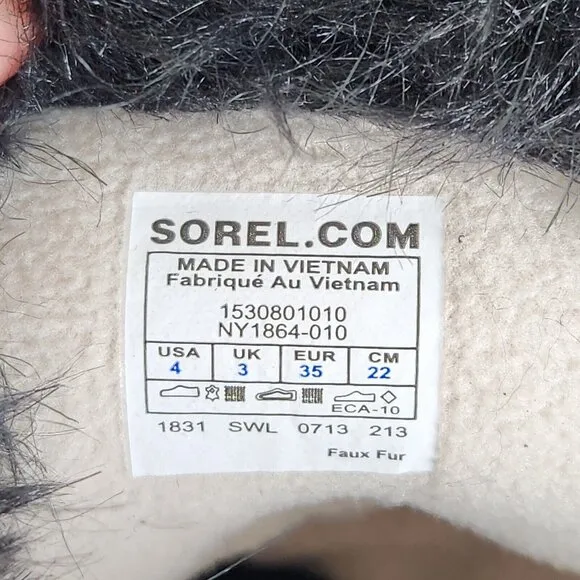 SOREL.COM
MADE IN VIETNAM
Fabriqué Au Vietnam
1530801010
NY1864-010
USA UK EUR CM
4 3 35 22
ECA-10
1831 SWL 0713 213
Faux Fur